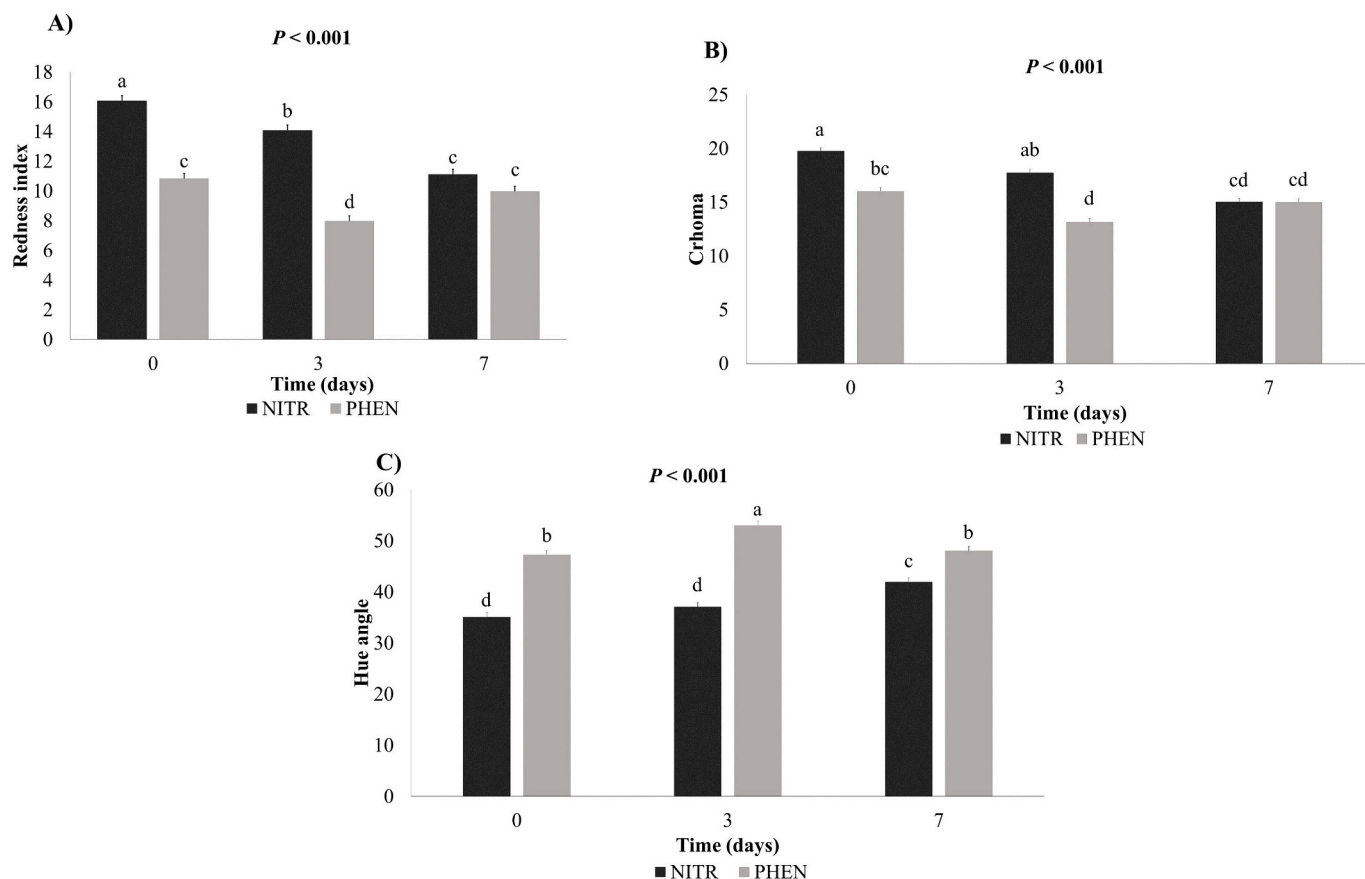 A)
P < 0.001
18
16
14
12
10
8
6
4
2
0
Redness index
a
c
b
d
c
c
0 3 7
Time (days)
NITR PHEN
B)
P < 0.001
25
20
15
10
5
0
Crhoma
a
bc
ab
d
cd
cd
0 3 7
Time (days)
NITR PHEN
C)
P < 0.001
60
50
40
30
20
10
0
Hue angle
d
b
d
a
c
b
0 3 7
Time (days)
NITR PHEN